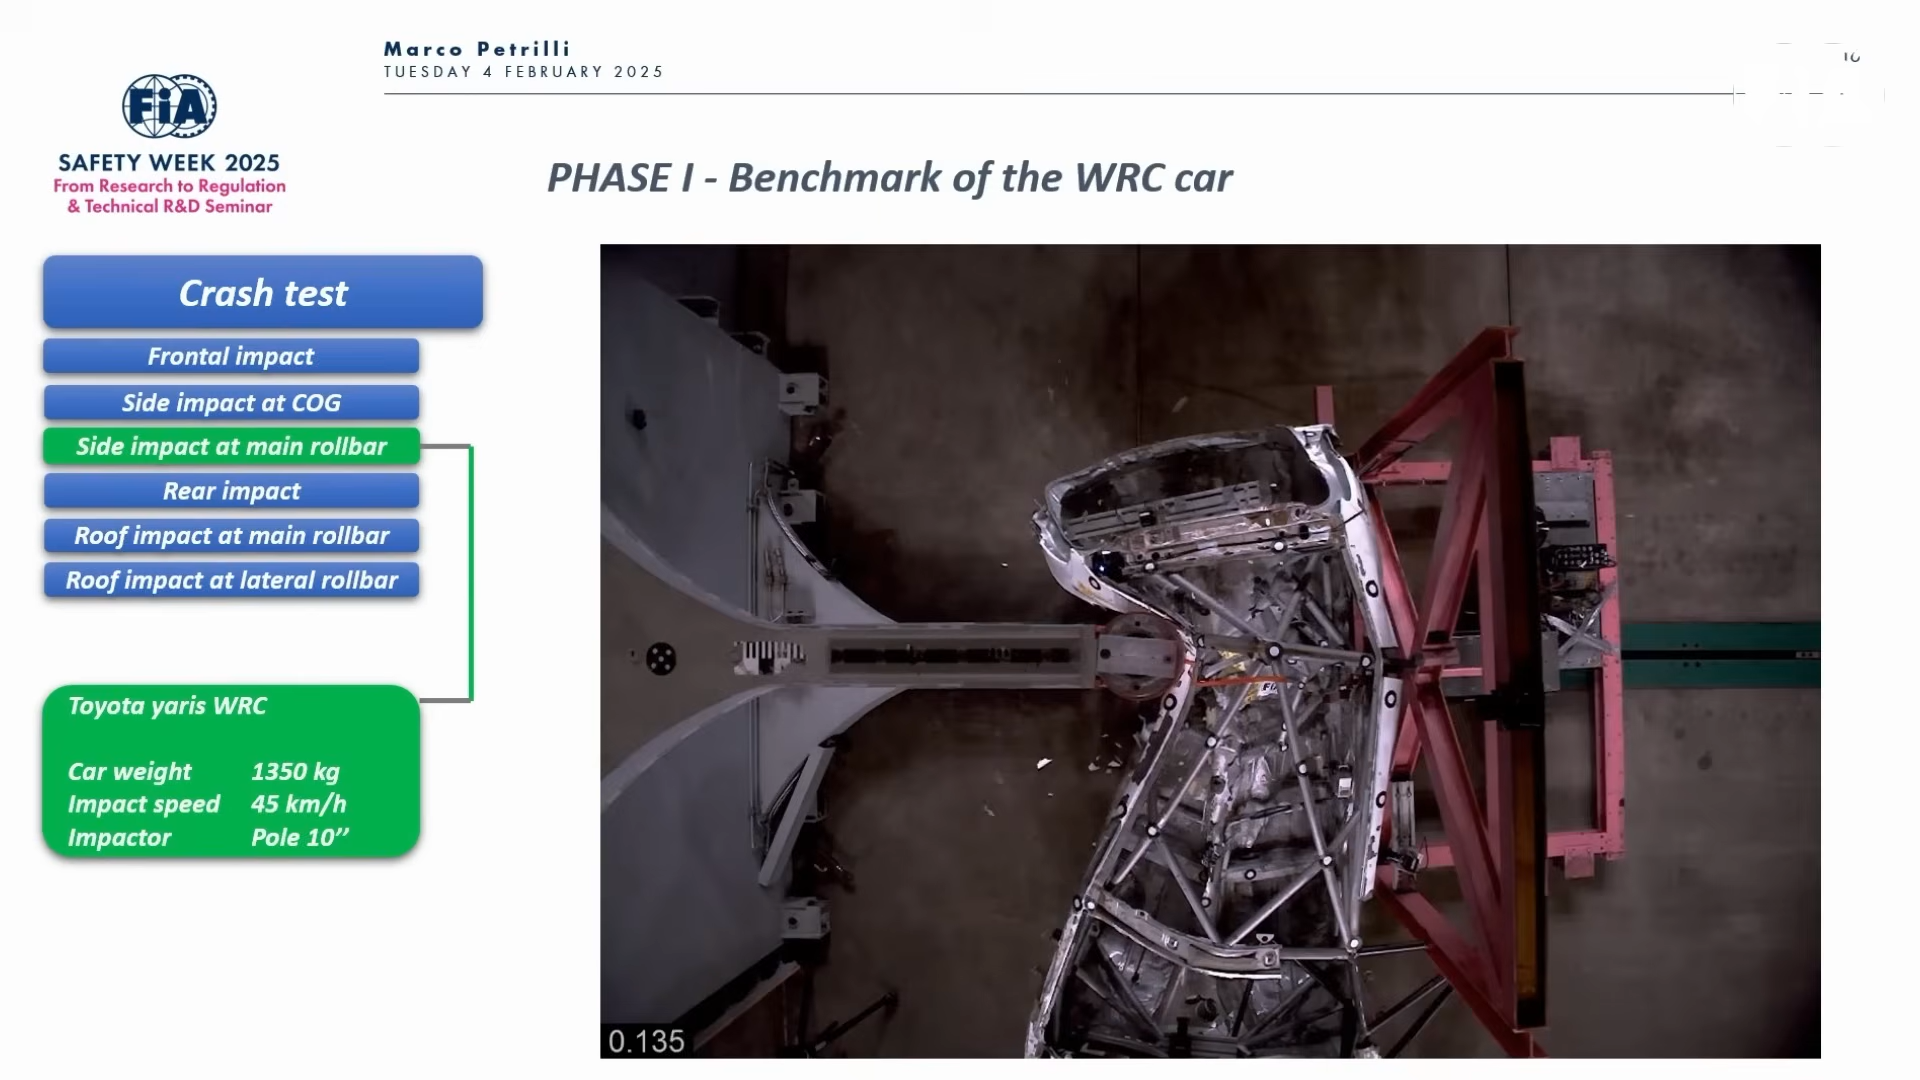 Marco Petrilli
TUESDAY 4 FEBRUARY 2025
FiA
SAFETY WEEK 2025
From Research to Regulation
& Technical R&D Seminar
PHASE I - Benchmark of the WRC car
Crash test
Frontal impact
Side impact at COG
Side impact at main rollbar
Rear impact
Roof impact at main rollbar
Roof impact at lateral rollbar
Toyota yaris WRC
Car weight 1350 kg
Impact speed 45 km/h
Impactor Pole 10’’
0.135